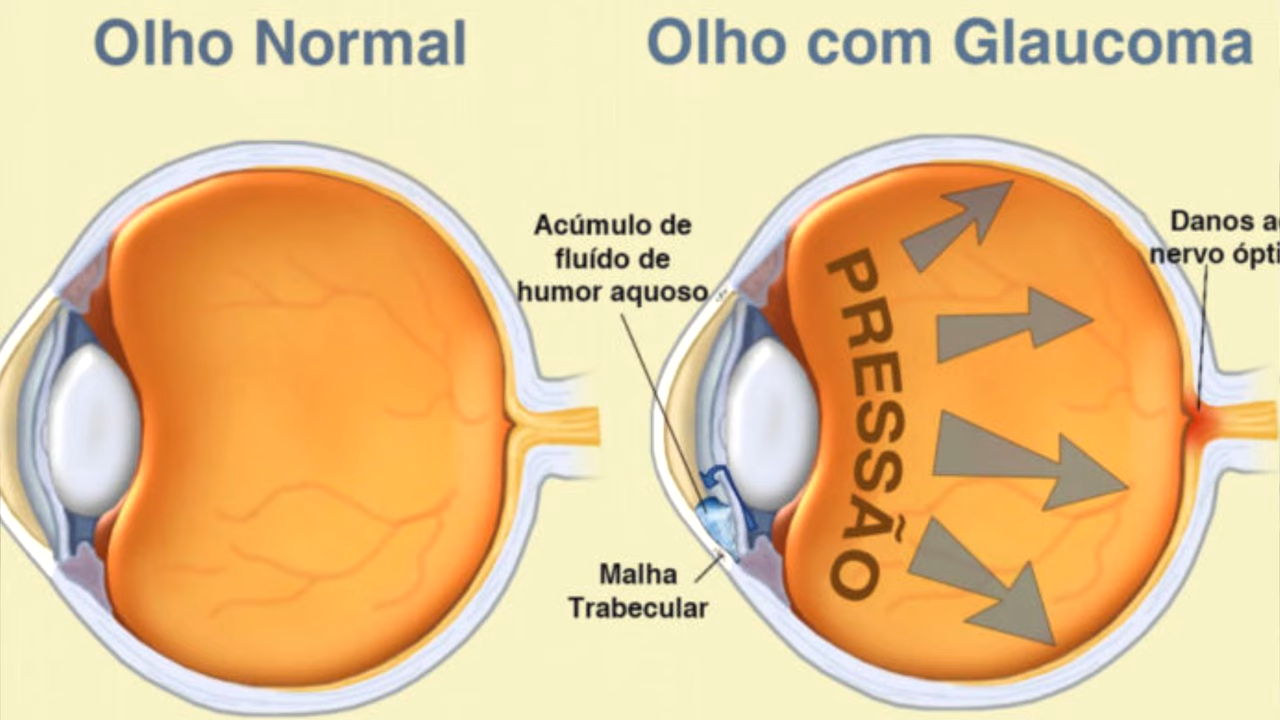 Olho Normal
Olho com Glaucoma
Acúmulo de
fluído de
humor aquoso
Malha
Trabecular
PRESSÃO
Danos
nervo